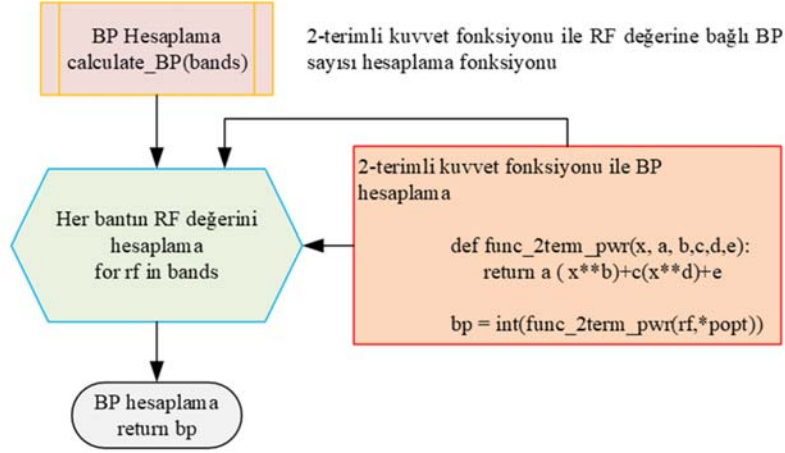 BP Hesaplama
calculate_BP(bands)
2-terimli kuvvet fonksiyonu ile RF değerine bağlı BP
sayısı hesaplama fonksiyonu
Her bantın RF değerini
hesaplama
for rf in bands
2-terimli kuvvet fonksiyonu ile BP
hesaplama
def func_2term_pwr(x, a, b,c,d,e):
return a ( x**b)+c(x**d)+e
bp = int(func_2term_pwr(rf,*popt))
BP hesaplama
return bp